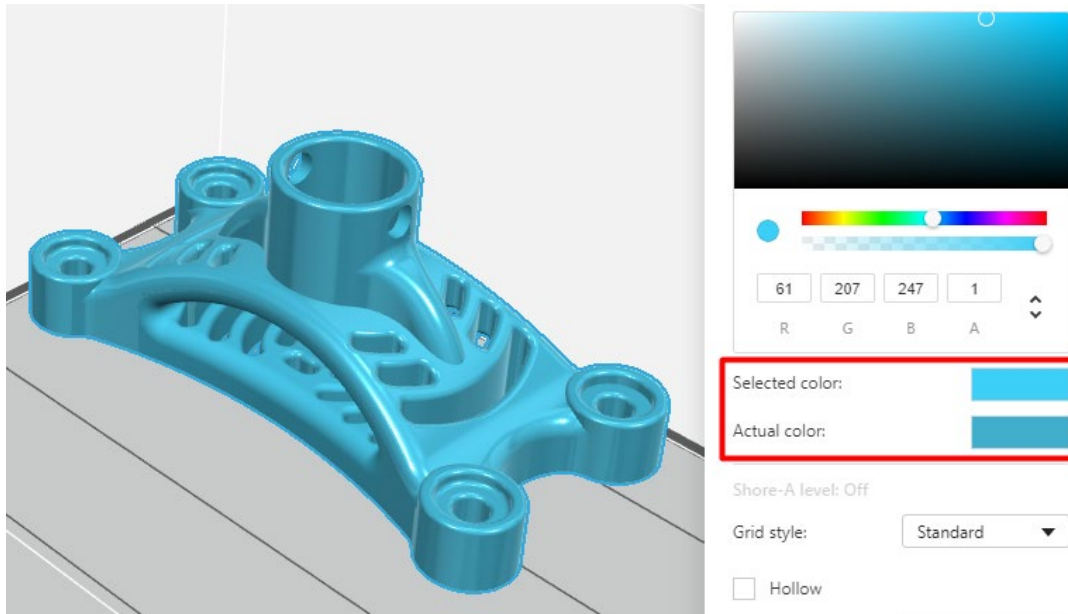 61 207 247 1
R G B A
Selected color:
Actual color:
Shore-A level: Off
Grid style: Standard
Hollow